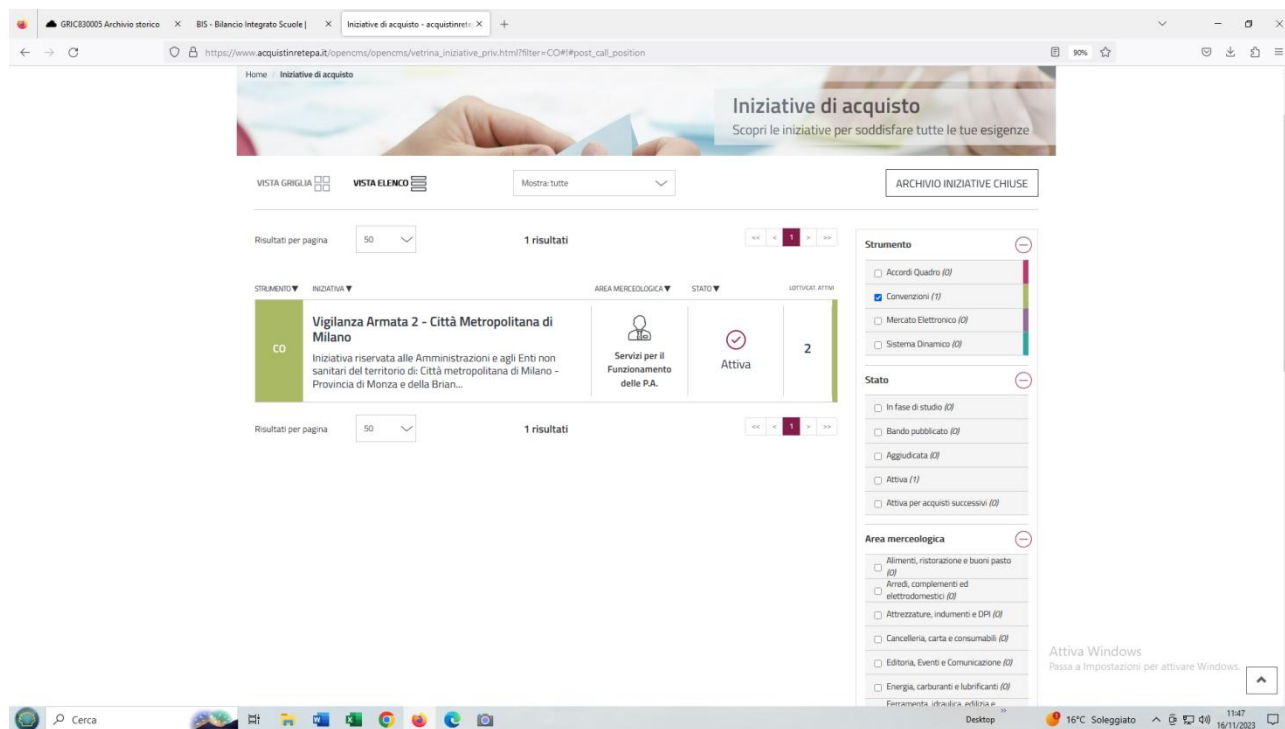 GRIC830005 Archivio storico
BIS - Bilancio Integrato Scuole |
Iniziative di acquisto - acquistinrete
https://www.acquistinretepa.it/opencms/opencms/vetrina_iniziative_priv.html?filter=CO#!#post_call_position
90%
Home / Iniziative di acquisto
Iniziative di acquisto
Scopri le iniziative per soddisfare tutte le tue esigenze
VISTA GRIGLIA
VISTA ELENCO
Mostra: tutte
ARCHIVIO INIZIATIVE CHIUSE
Risultati per pagina
50
1 risultati
<< < 1 > >>
STRUMENTO▼
INIZIATIVA▼
AREA MERCEOLOGICA▼
STATO▼
LOTTI/CAT. ATTIVI
CO
Vigilanza Armata 2 - Città Metropolitana di
Milano
Iniziativa riservata alle Amministrazioni e agli Enti non
sanitari del territorio di: Città metropolitana di Milano -
Provincia di Monza e della Brian...
Servizi per il
Funzionamento
delle P.A.
Attiva
2
Risultati per pagina
50
1 risultati
<< < 1 > >>
Strumento
Accordi Quadro (0)
Convenzioni (1)
Mercato Elettronico (0)
Sistema Dinamico (0)
Stato
In fase di studio (0)
Bando pubblicato (0)
Aggiudicata (0)
Attiva (1)
Attiva per acquisti successivi (0)
Area merceologica
Alimenti, ristorazione e buoni pasto
(0)
Arredi, complementi ed
elettrodomestici (0)
Attrezzature, indumenti e DPI (0)
Cancelleria, carta e consumabili (0)
Editoria, Eventi e Comunicazione (0)
Energia, carburanti e lubrificanti (0)
Ferramenta, idraulica, edilizia e
Attiva Windows
Passa a Impostazioni per attivare Windows.
Cerca
Desktop
16°C Soleggiato
11:47
16/11/2023